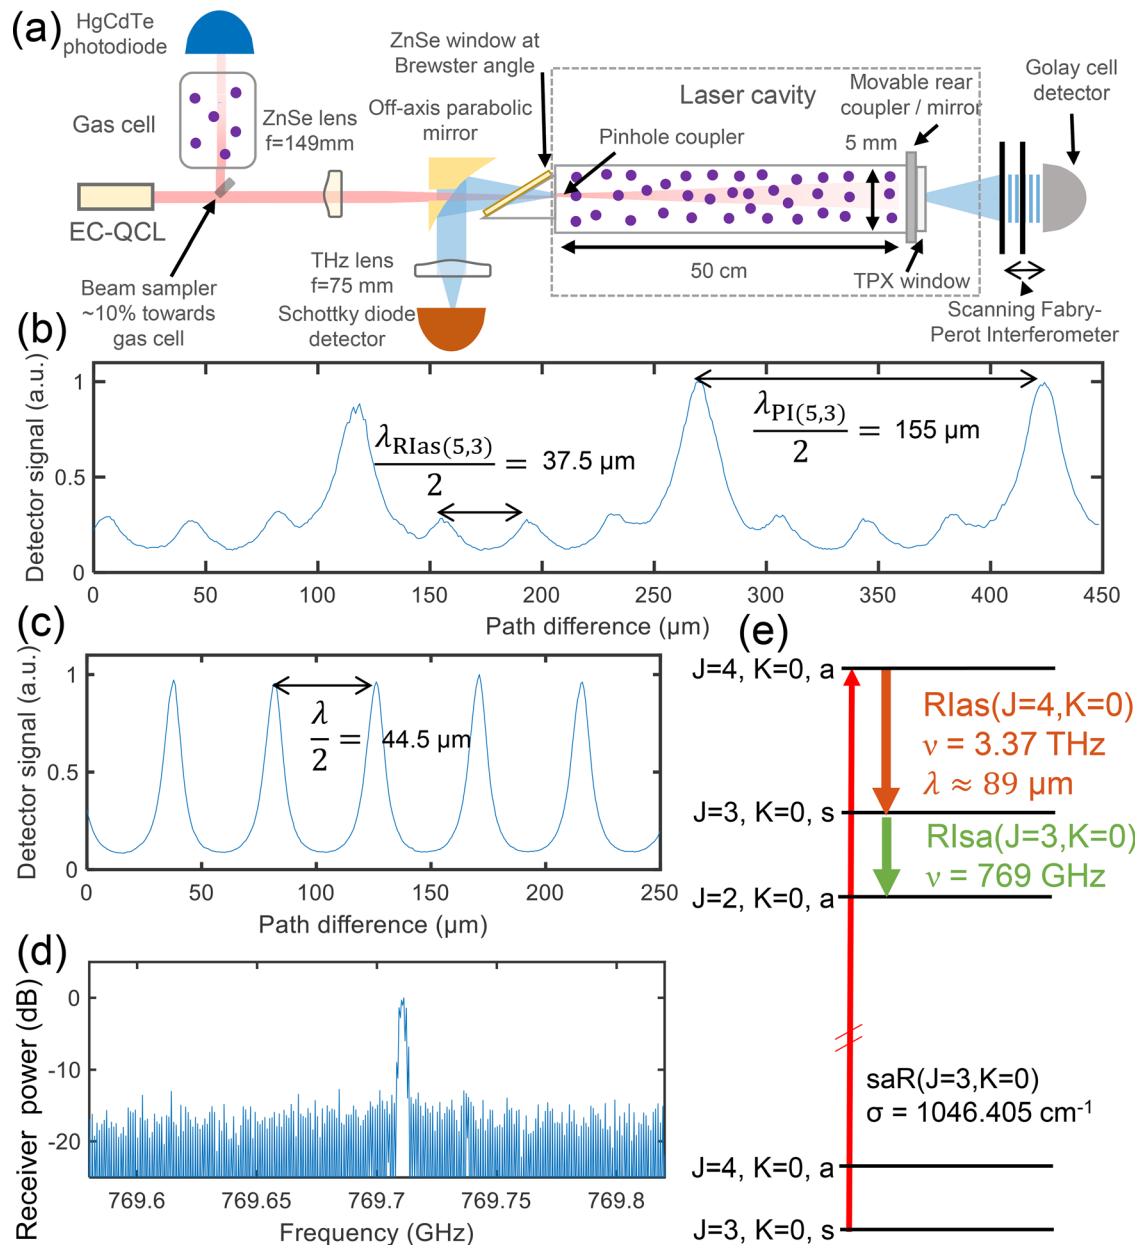 (a)
HgCdTe
photodiode
Gas cell
ZnSe lens
f=149mm
EC-QCL
Beam sampler
~10% towards
gas cell
Off-axis parabolic
mirror
ZnSe window at
Brewster angle
THz lens
f=75 mm
Schottky diode
detector
Laser cavity
Pinhole coupler
Movable rear
coupler / mirror
5 mm
50 cm
TPX window
Golay cell
detector
Scanning Fabry-
Perot Interferometer
(b)
Detector signal (a.u.)
1
0.5
0
λRIas(5,3)
2
= 37.5 µm
λPI(5,3)
2
= 155 µm
0 50 100 150 200 250 300 350 400 450
Path difference (µm)
(c)
Detector signal (a.u.)
1
0.5
0
λ
2
= 44.5 µm
0 50 100 150 200 250
Path difference (µm)
(d)
Receiver power (dB)
0
-10
-20
769.6 769.65 769.7 769.75 769.8
Frequency (GHz)
(e)
J=4, K=0, a
RIas(J=4,K=0)
ν = 3.37 THz
λ ≈ 89 µm
J=3, K=0, s
RIsa(J=3,K=0)
ν = 769 GHz
J=2, K=0, a
saR(J=3,K=0)
σ = 1046.405 cm⁻¹
J=4, K=0, a
J=3, K=0, s